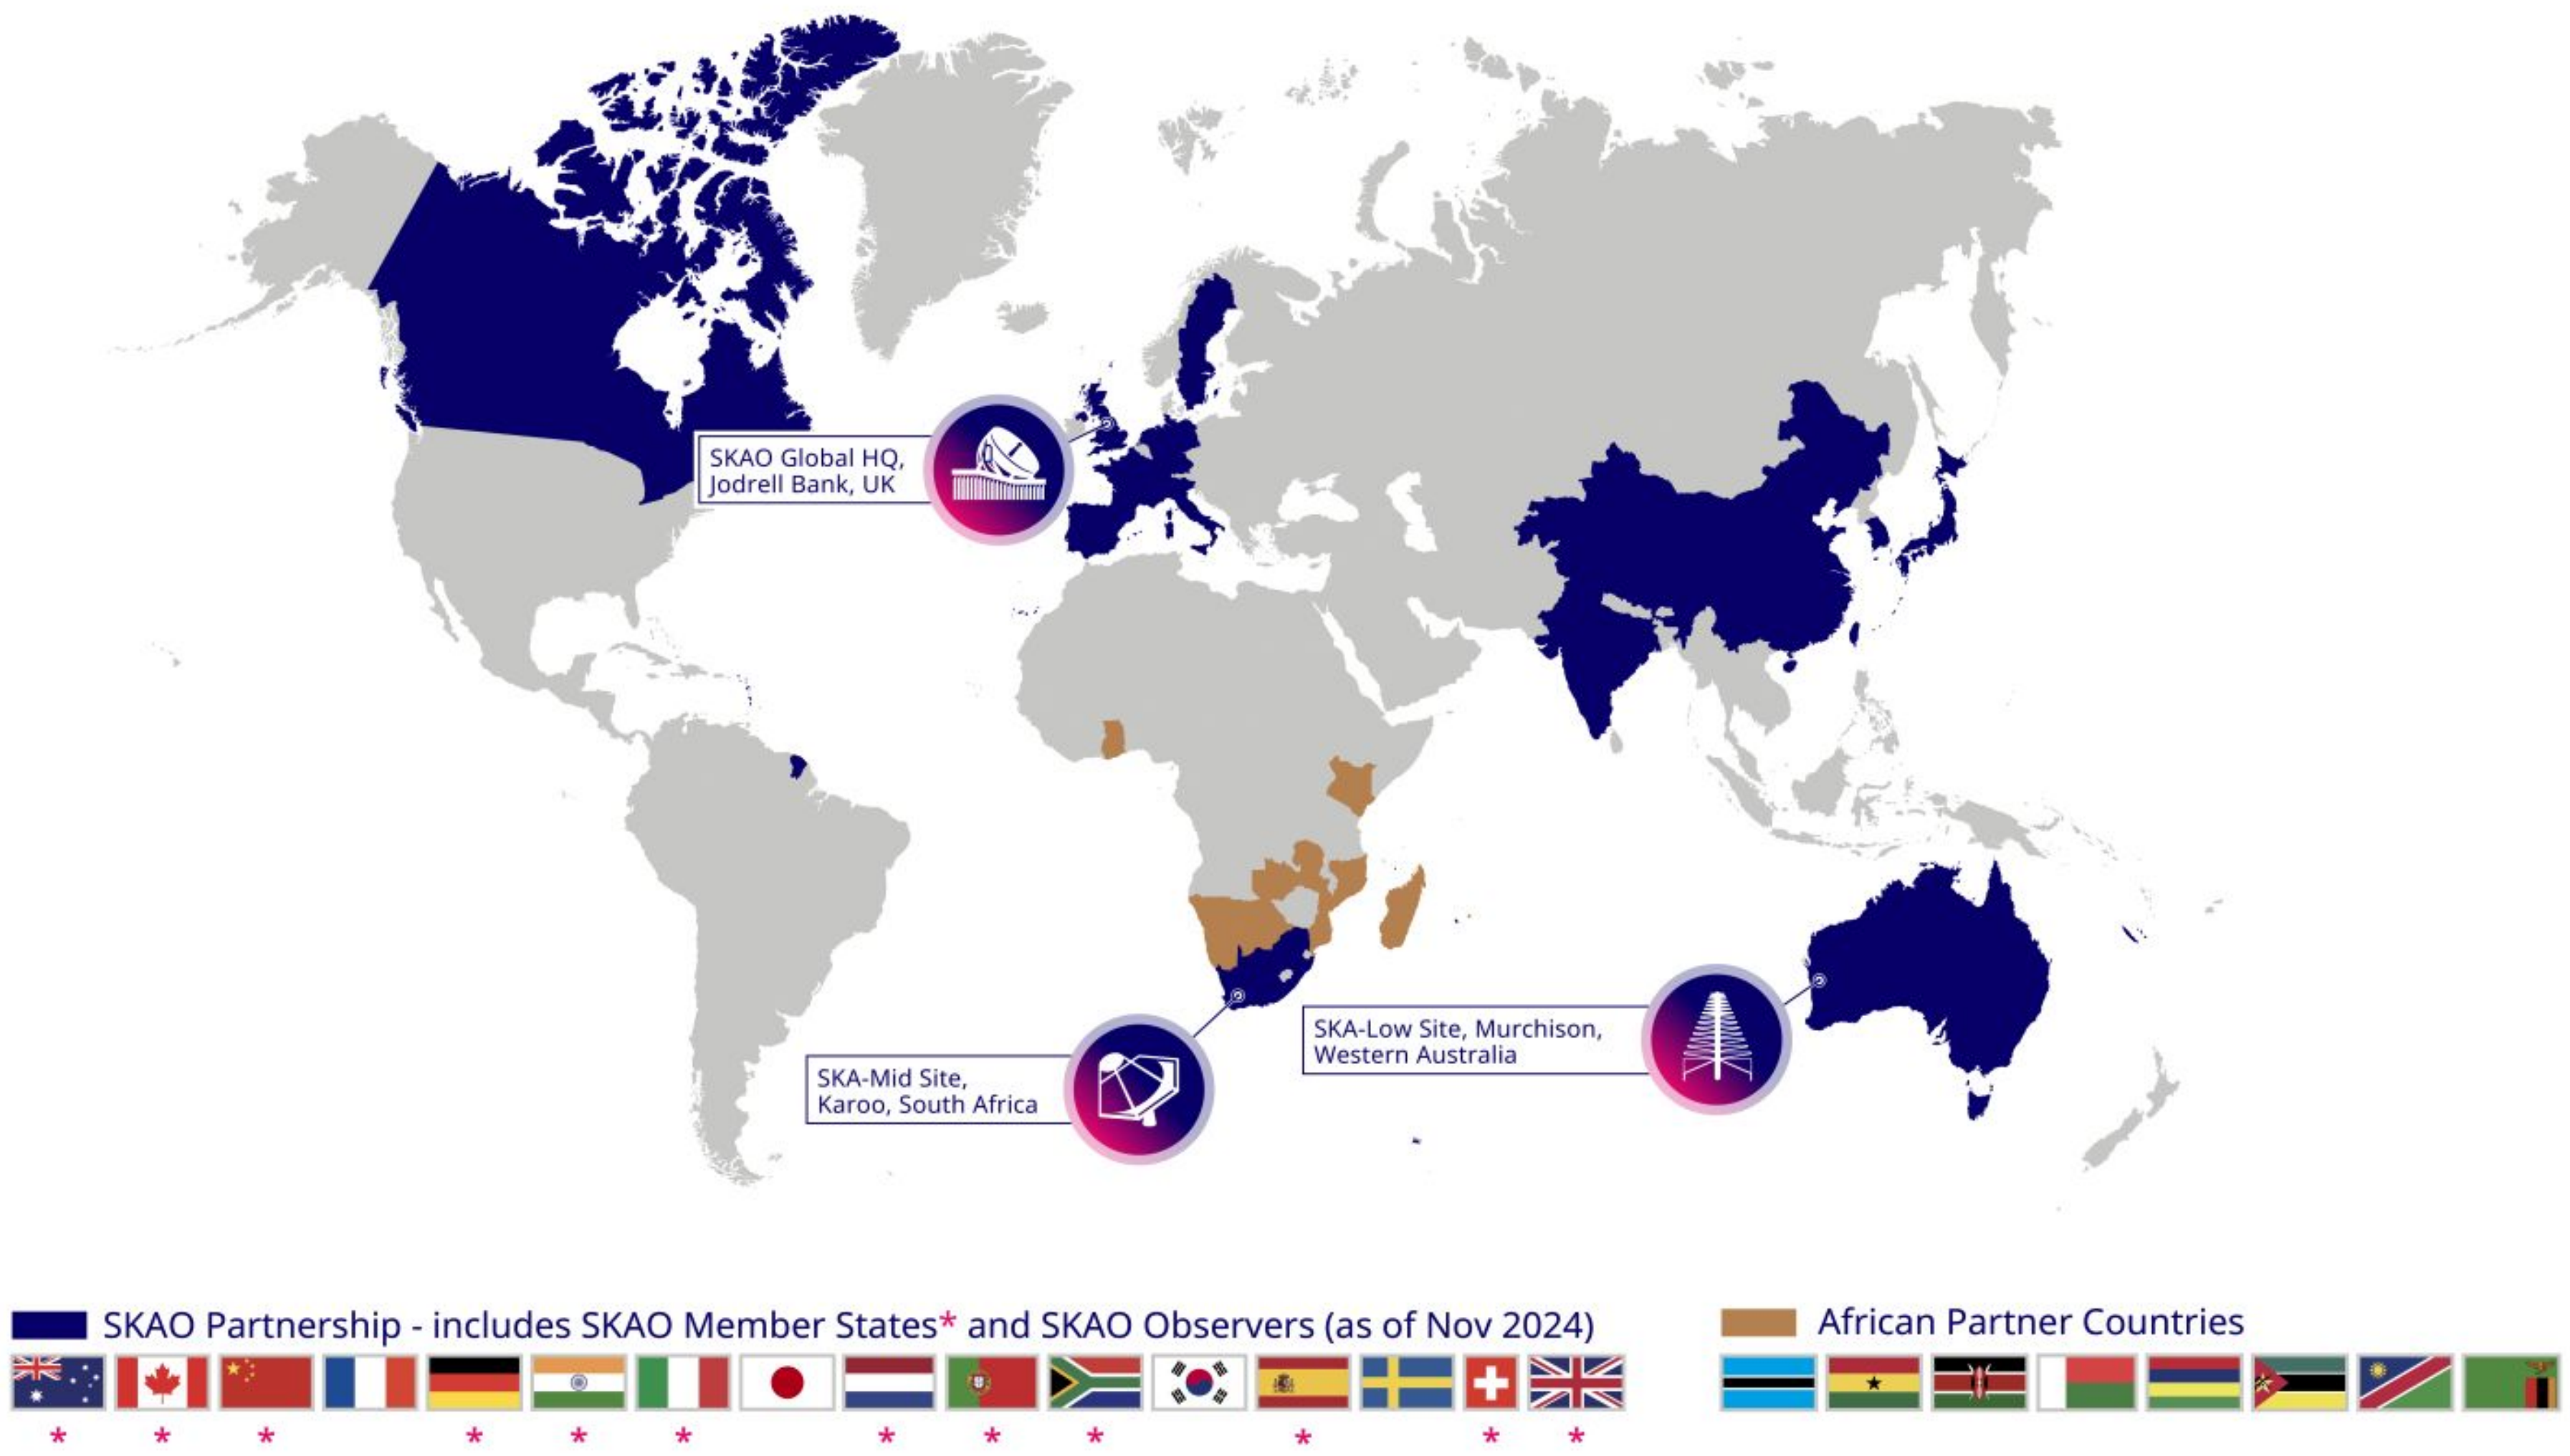 SKAO Global HQ,
Jodrell Bank, UK
SKA-Low Site, Murchison,
Western Australia
SKA-Mid Site,
Karoo, South Africa
SKAO Partnership - includes SKAO Member States* and SKAO Observers (as of Nov 2024)
African Partner Countries
* * * * * * * * * * * *